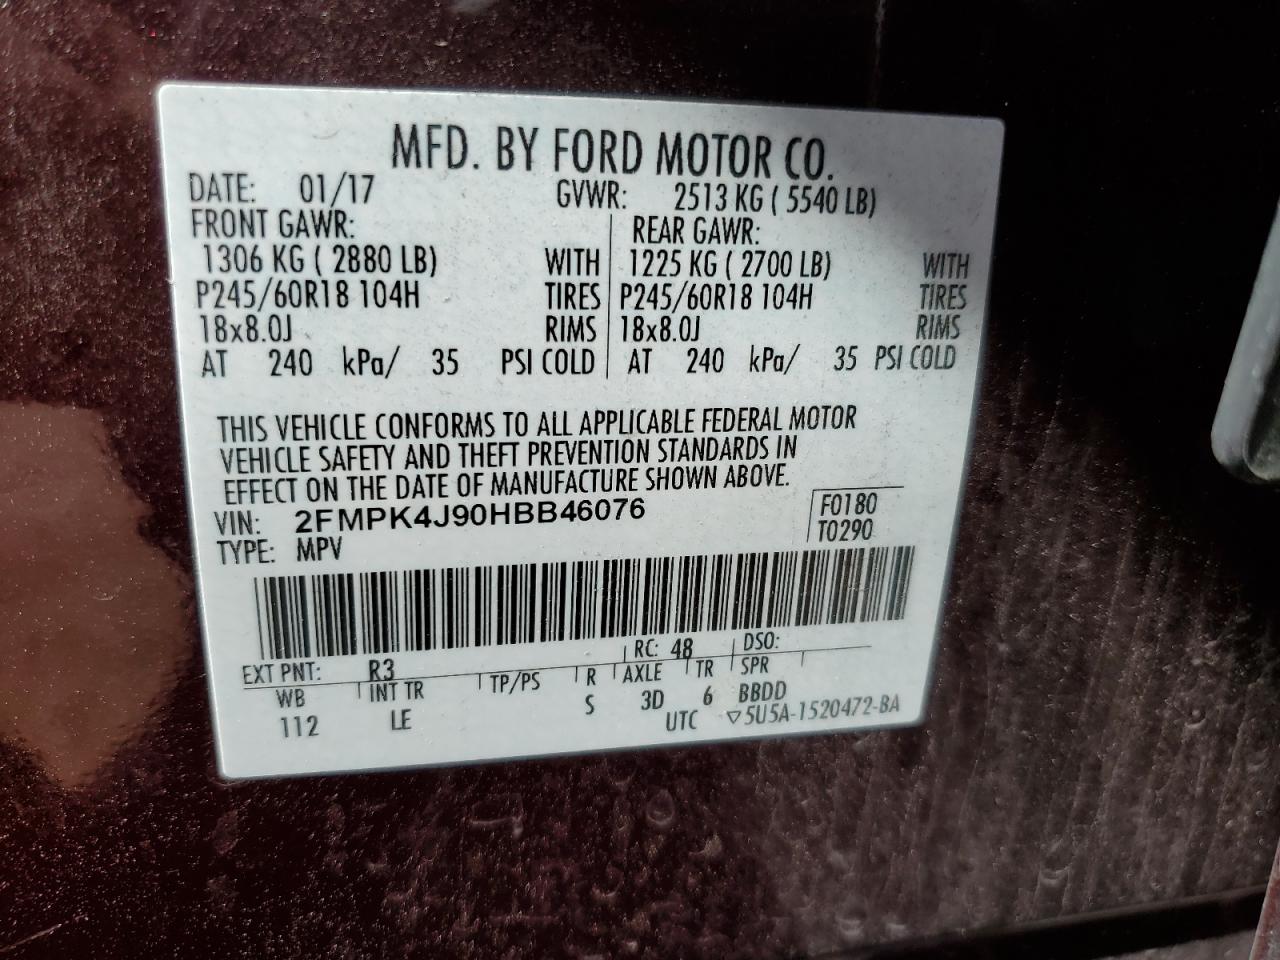 MFD. BY FORD MOTOR CO.
DATE: 01/17 GVWR: 2513 KG ( 5540 LB)
FRONT GAWR: REAR GAWR:
1306 KG ( 2880 LB) WITH 1225 KG ( 2700 LB) WITH
P245/60R18 104H TIRES P245/60R18 104H TIRES
18x8.0J RIMS 18x8.0J RIMS
AT 240 kPa/ 35 PSI COLD AT 240 kPa/ 35 PSI COLD
THIS VEHICLE CONFORMS TO ALL APPLICABLE FEDERAL MOTOR
VEHICLE SAFETY AND THEFT PREVENTION STANDARDS IN
EFFECT ON THE DATE OF MANUFACTURE SHOWN ABOVE.
VIN: 2FMPK4J90HBB46076 F0180
TYPE: MPV T0290
EXT PNT: R3 RC: 48 DSO:
WB INT TR TP/PS R AXLE TR SPR
112 LE S 3D 6 BBDD
UTC ▽5U5A-1520472-BA